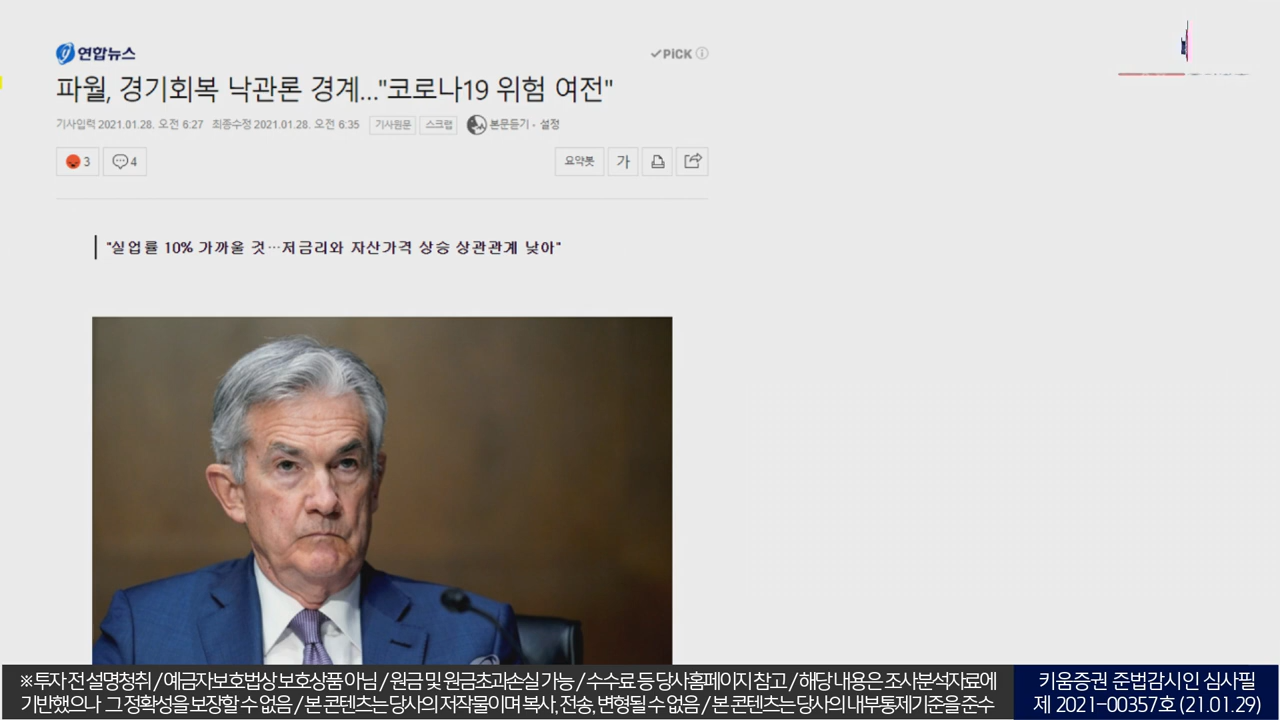 연합뉴스
✓PiCK ⓘ
파월, 경기회복 낙관론 경계..."코로나19 위험 여전"
기사입력 2021.01.28. 오전 6:27 최종수정 2021.01.28. 오전 6:35 기사원문 스크랩 본문듣기 · 설정
3 4 요약봇 가
"실업률 10% 가까울 것…저금리와 자산가격 상승 상관관계 낮아"
※ 투자 전 설명청취 / 예금자보호법상 보호상품 아님 / 원금 및 원금초과손실 가능 / 수수료 등 당사홈페이지 참고 / 해당 내용은 조사분석자료에
기반했으나 그 정확성을 보장할 수 없음 / 본 콘텐츠는 당사의 저작물이며 복사, 전송, 변형될 수 없음 / 본 콘텐츠는 당사의 내부통제기준을 준수
키움증권 준법감시인 심사필
제 2021-00357호 (21.01.29)